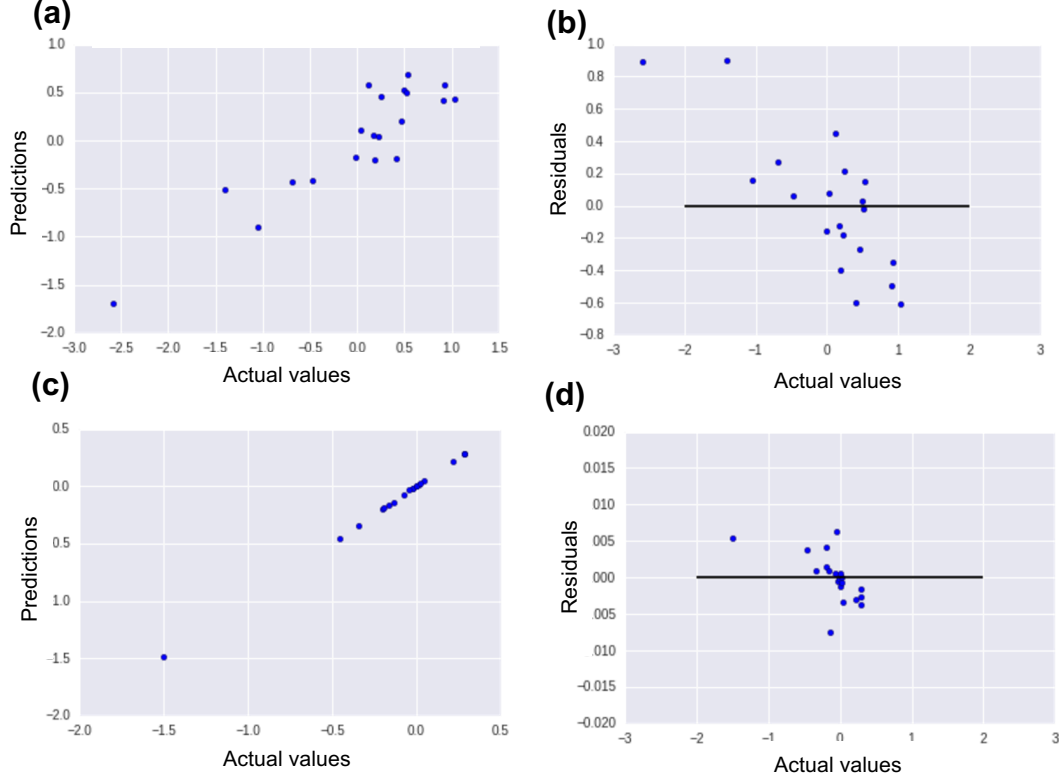 (a)
1.0
0.5
0.0
−0.5
−1.0
−1.5
−2.0
Predictions
−3.0 −2.5 −2.0 −1.5 −1.0 −0.5 0.0 0.5 1.0 1.5
Actual values
(b)
1.0
0.8
0.6
0.4
0.2
0.0
−0.2
−0.4
−0.6
−0.8
Residuals
−3 −2 −1 0 1 2 3
Actual values
(c)
0.5
0.0
0.5
1.0
−1.5
−2.0
Predictions
−2.0 −1.5 −1.0 −0.5 0.0 0.5
Actual values
(d)
0.020
0.015
.010
0.005
.000
.005
.010
−0.015
−0.020
Residuals
−3 −2 −1 0 1 2 3
Actual values